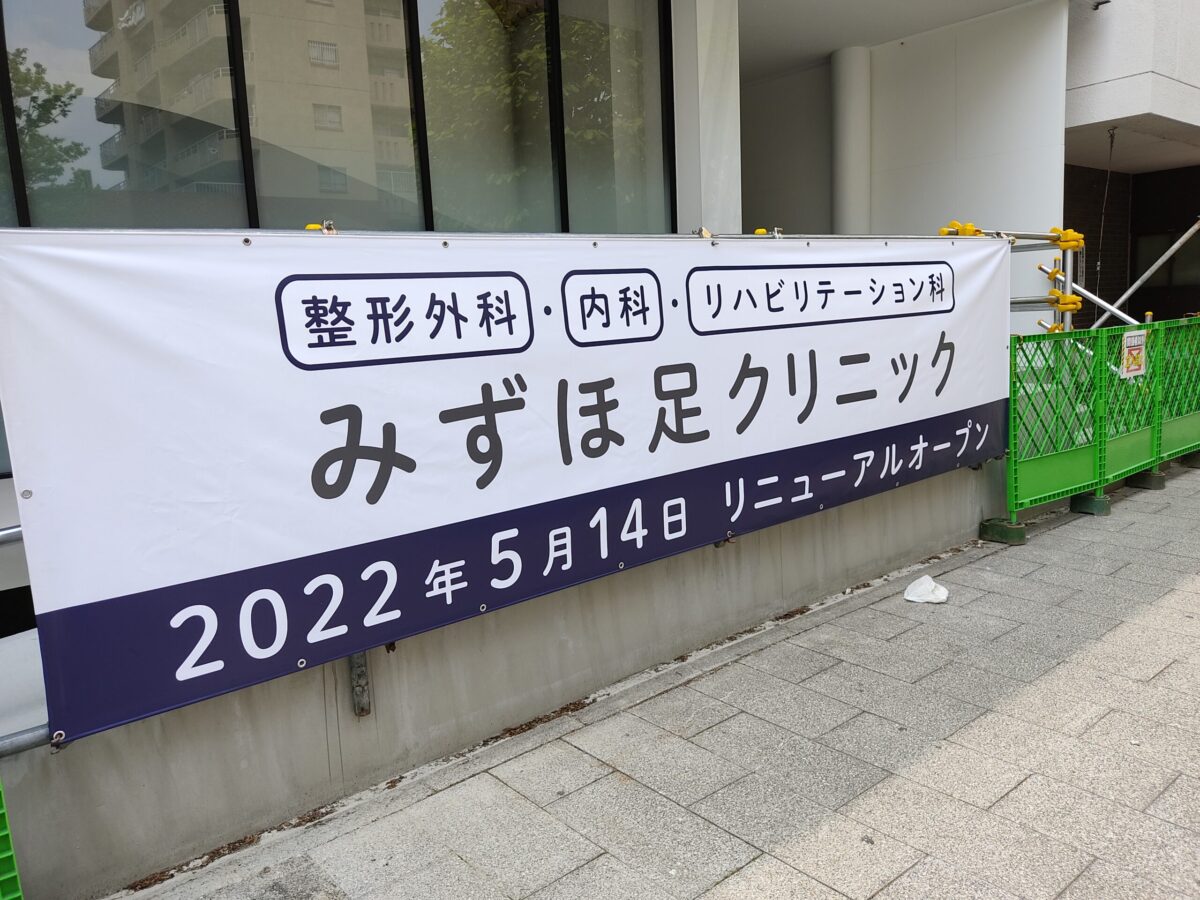 整形外科・内科・リハビリテーション科
みずほ足クリニック
2022年5月14日 リニューアルオープン